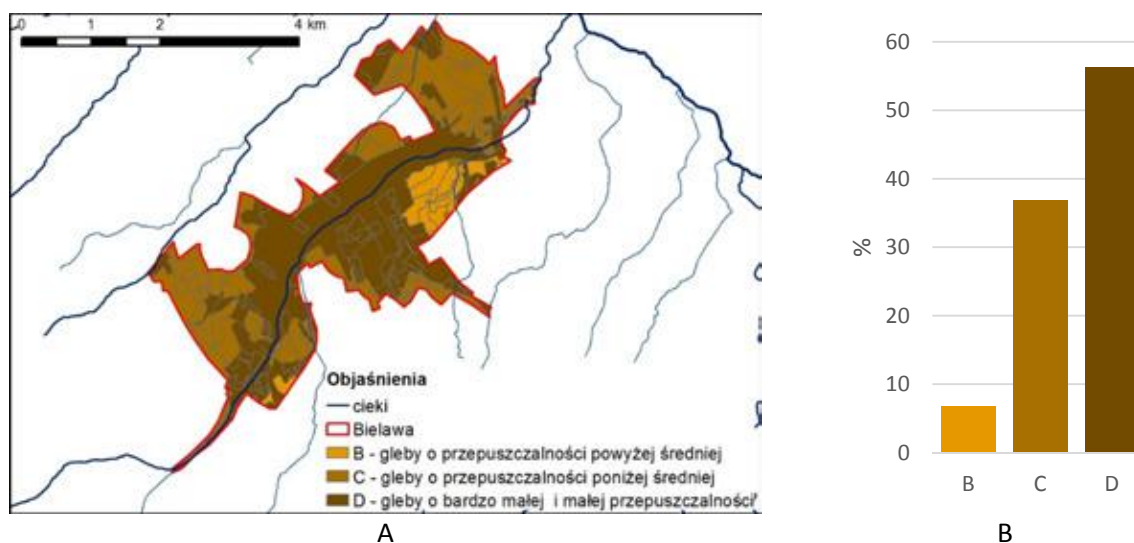 0 1 2 4 km
Objaśnienia
cieki
Bielawa
B - gleby o przepuszczalności powyżej średniej
C - gleby o przepuszczalności poniżej średniej
D - gleby o bardzo małej i małej przepuszczalności
A
60
50
40
30
20
10
0
%
B C D
B